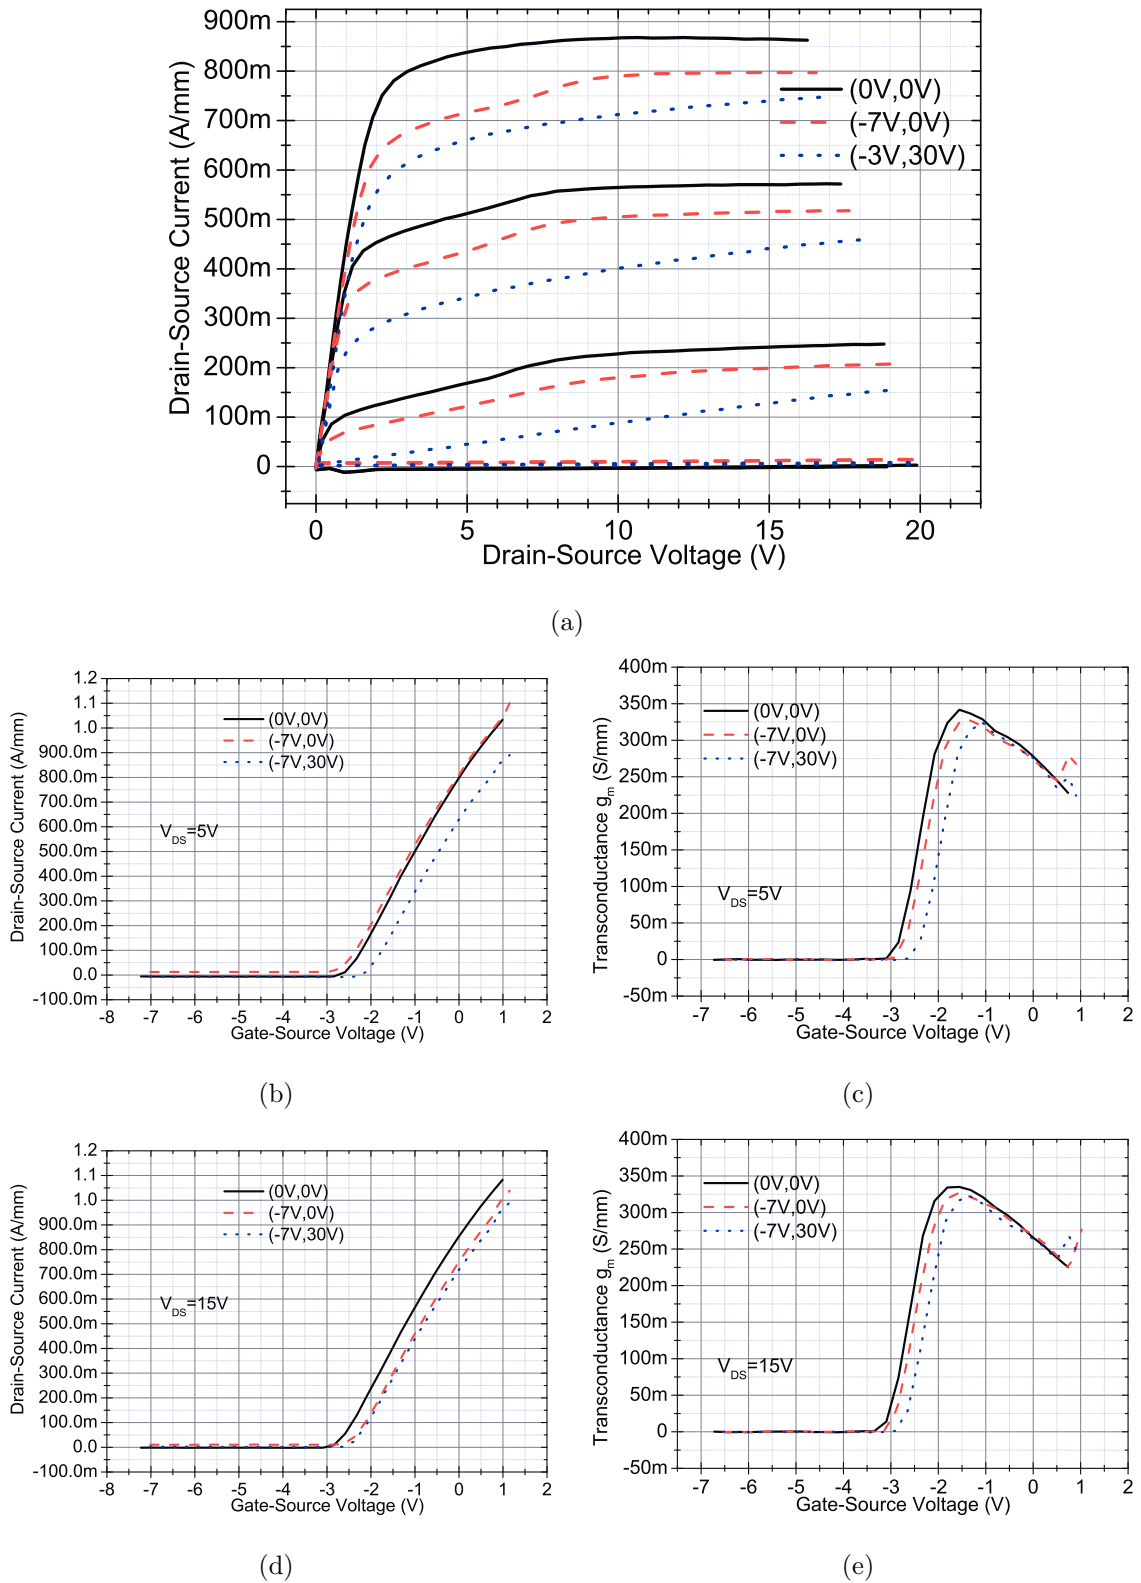 900m
800m
700m
600m
500m
400m
300m
200m
100m
0
Drain-Source Current (A/mm)
(0V,0V)
(-7V,0V)
(-3V,30V)
0 5 10 15 20
Drain-Source Voltage (V)
(a)
1.2
1.1
1.0
900.0m
800.0m
700.0m
600.0m
500.0m
400.0m
300.0m
200.0m
100.0m
0.0
-100.0m
Drain-Source Current (A/mm)
(0V,0V)
(-7V,0V)
(-7V,30V)
V_DS=5V
-8 -7 -6 -5 -4 -3 -2 -1 0 1 2
Gate-Source Voltage (V)
(b)
400m
350m
300m
250m
200m
150m
100m
50m
0
-50m
Transconductance g_m (S/mm)
(0V,0V)
(-7V,0V)
(-7V,30V)
V_DS=5V
-7 -6 -5 -4 -3 -2 -1 0 1 2
Gate-Source Voltage (V)
(c)
1.2
1.1
1.0
900.0m
800.0m
700.0m
600.0m
500.0m
400.0m
300.0m
200.0m
100.0m
0.0
-100.0m
Drain-Source Current (A/mm)
(0V,0V)
(-7V,0V)
(-7V,30V)
V_DS=15V
-8 -7 -6 -5 -4 -3 -2 -1 0 1 2
Gate-Source Voltage (V)
(d)
400m
350m
300m
250m
200m
150m
100m
50m
0
-50m
Transconductance g_m (S/mm)
(0V,0V)
(-7V,0V)
(-7V,30V)
V_DS=15V
-7 -6 -5 -4 -3 -2 -1 0 1 2
Gate-Source Voltage (V)
(e)